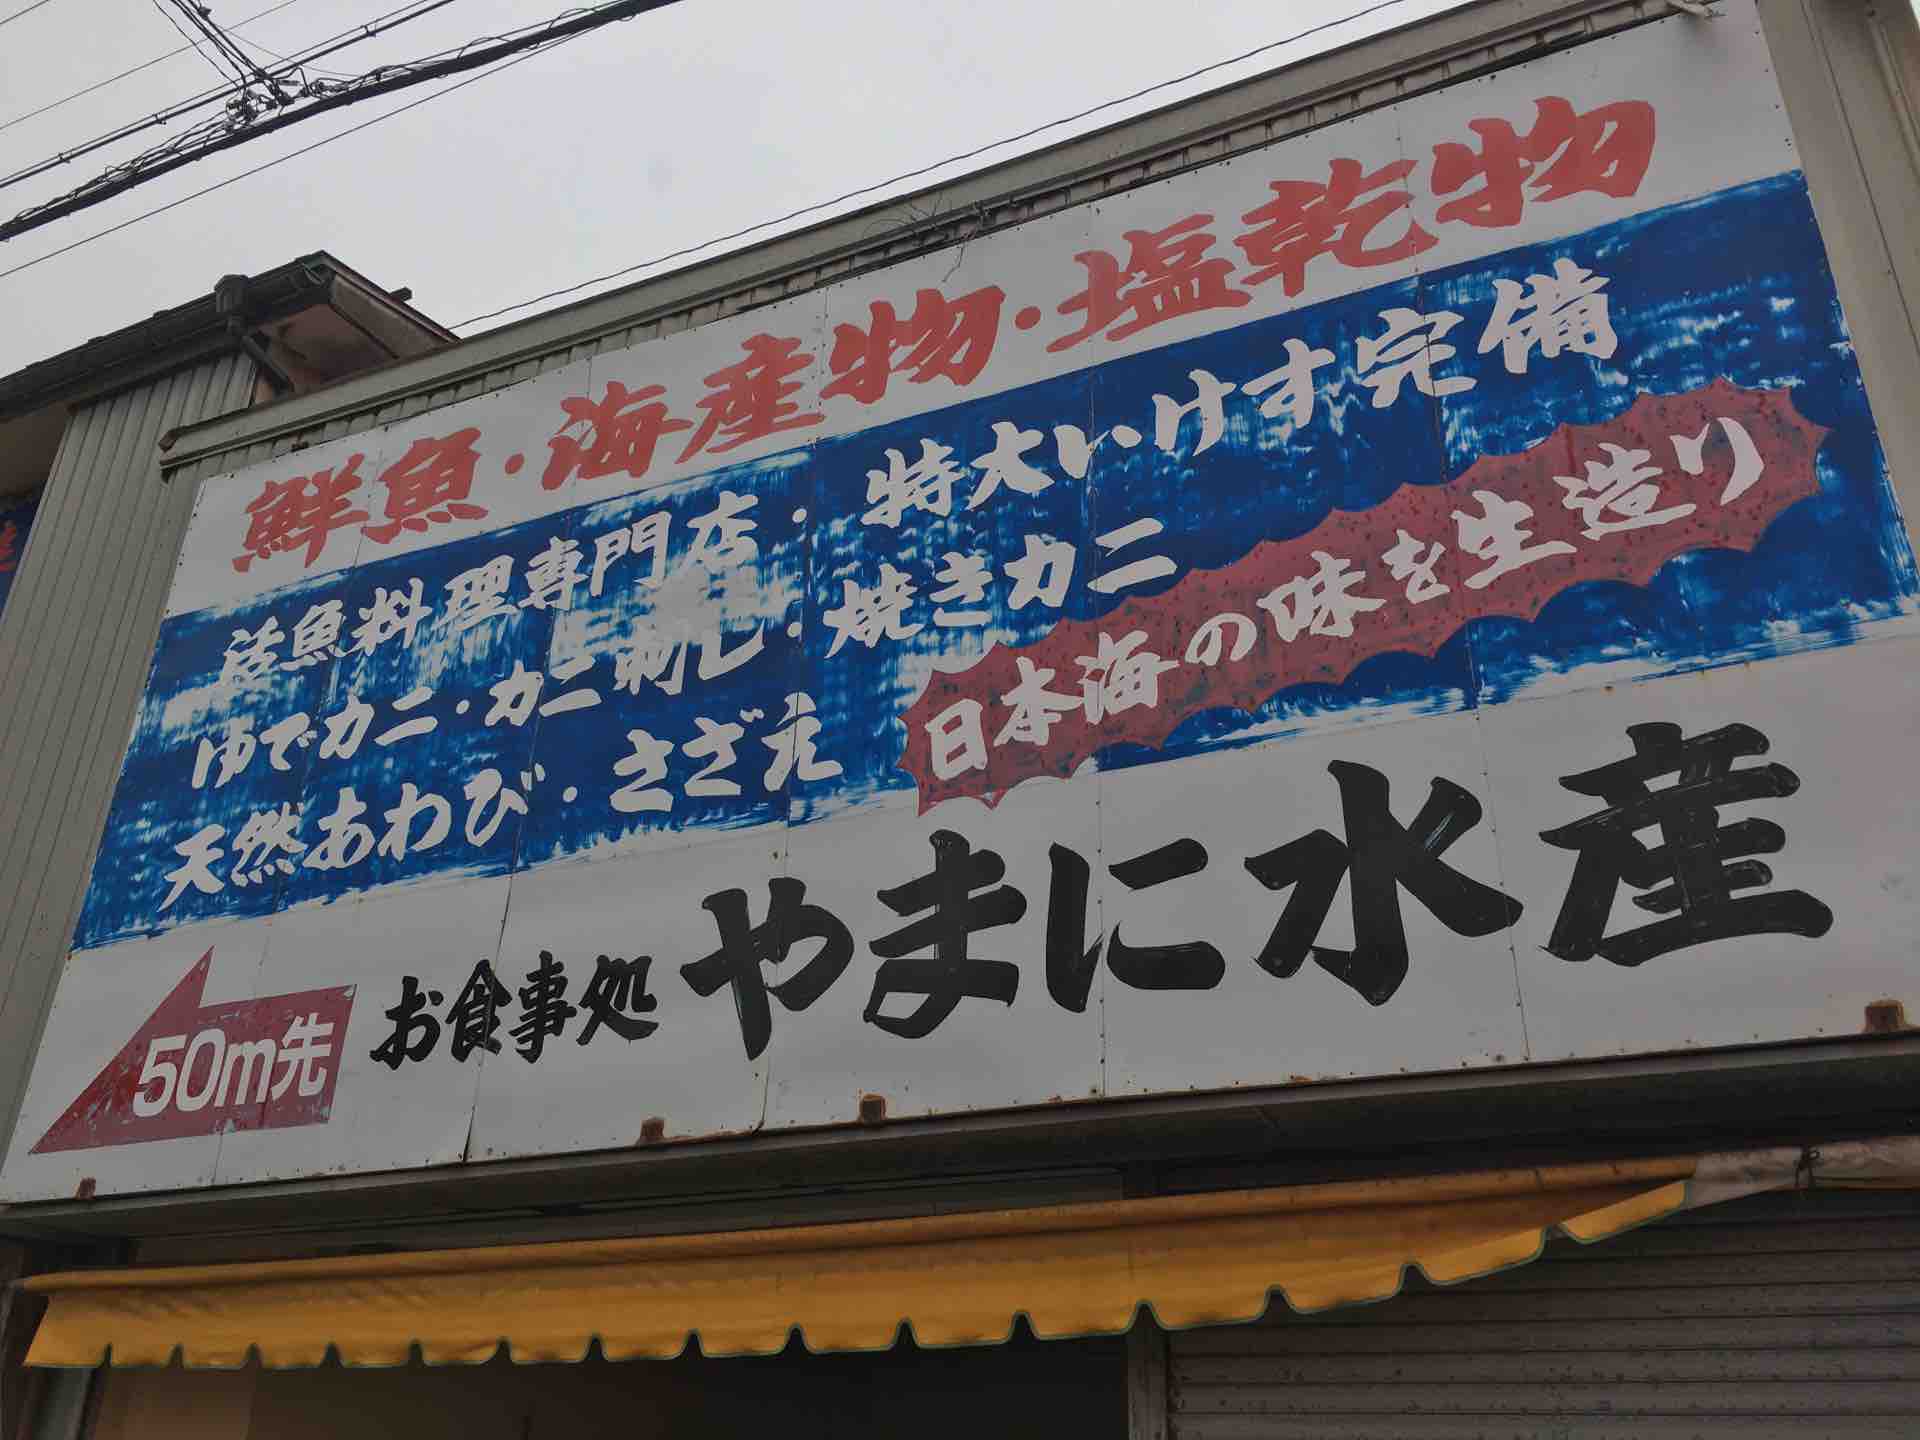 鮮魚・海産物・塩乾物
活魚料理専門店・特大いけす完備
ゆでカニ・カニ刺し・焼きカニ
天然あわび・さざえ
日本海の味を生造り
50m先
お食事処 やまに水産